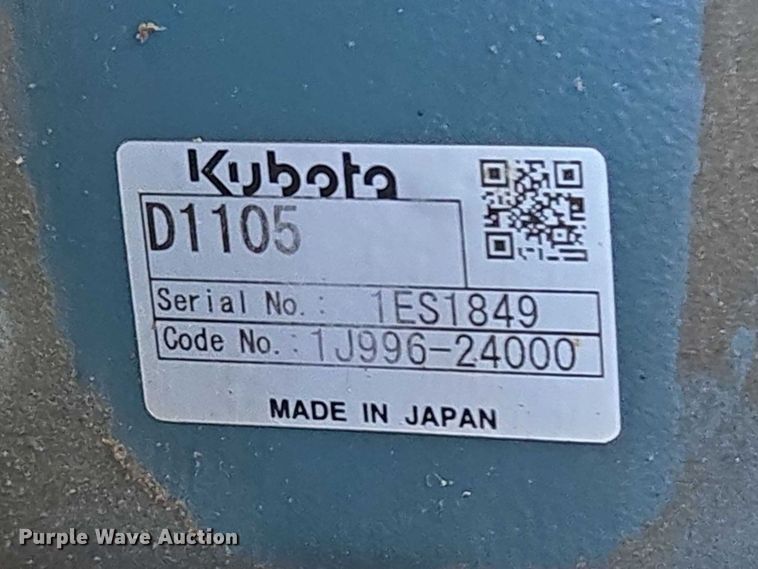 Kubota
D1105
Serial No.: 1ES1849
Code No.: 1J996-24000
MADE IN JAPAN
Purple Wave Auction